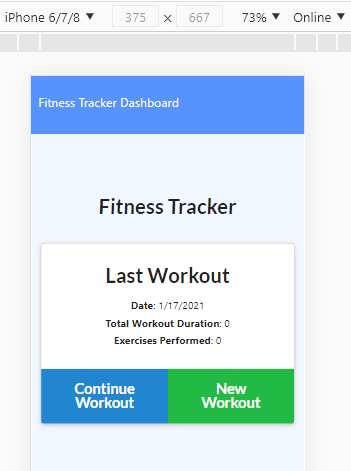 iPhone 6/7/8 ▼ 375 × 667 73% ▼ Online ▼
Fitness Tracker Dashboard
Fitness Tracker
Last Workout
Date: 1/17/2021
Total Workout Duration: 0
Exercises Performed: 0
Continue Workout
New Workout